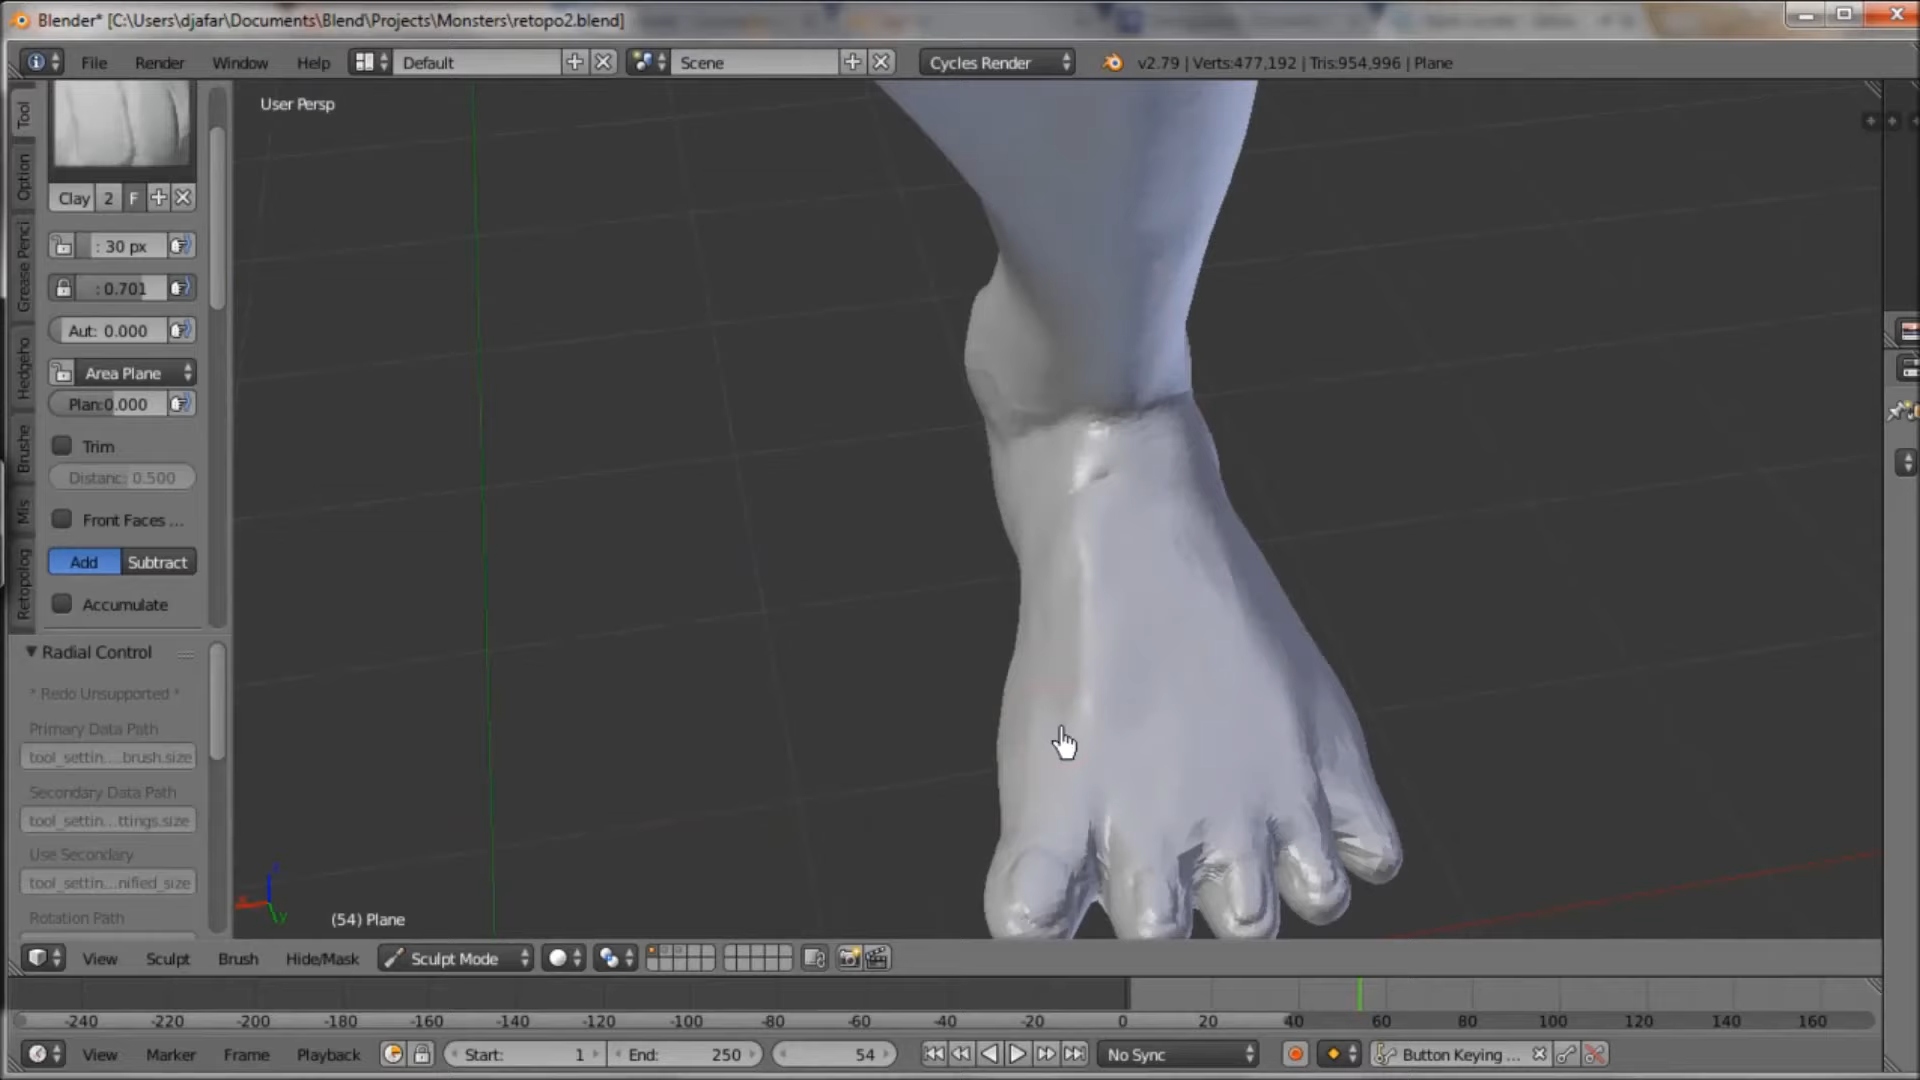 Blender* [C:\Users\djafar\Documents\Blend\Projects\Monsters\retopo2.blend]
File Render Window Help Default Scene Cycles Render v2.79 | Verts:477,192 | Tris:954,996 | Plane
User Persp
Tool
Option
Grease Penci
Hedgeho
Brushe
Mis
Retopolog
Clay 2 F
: 30 px
: 0.701
Aut: 0.000
Area Plane
Plan:0.000
Trim
Distanc: 0.500
Front Faces ...
Add Subtract
Accumulate
Radial Control
* Redo Unsupported *
Primary Data Path
tool_settin....brush.size
Secondary Data Path
tool_settin...ttings.size
Use Secondary
tool_settin...nified_size
Rotation Path
y
(54) Plane
View Sculpt Brush Hide/Mask Sculpt Mode
-240 -220 -200 -180 -160 -140 -120 -100 -80 -60 -40 -20 0 20 40 60 80 100 120 140 160
View Marker Frame Playback Start: 1 End: 250 54 No Sync Button Keying ...